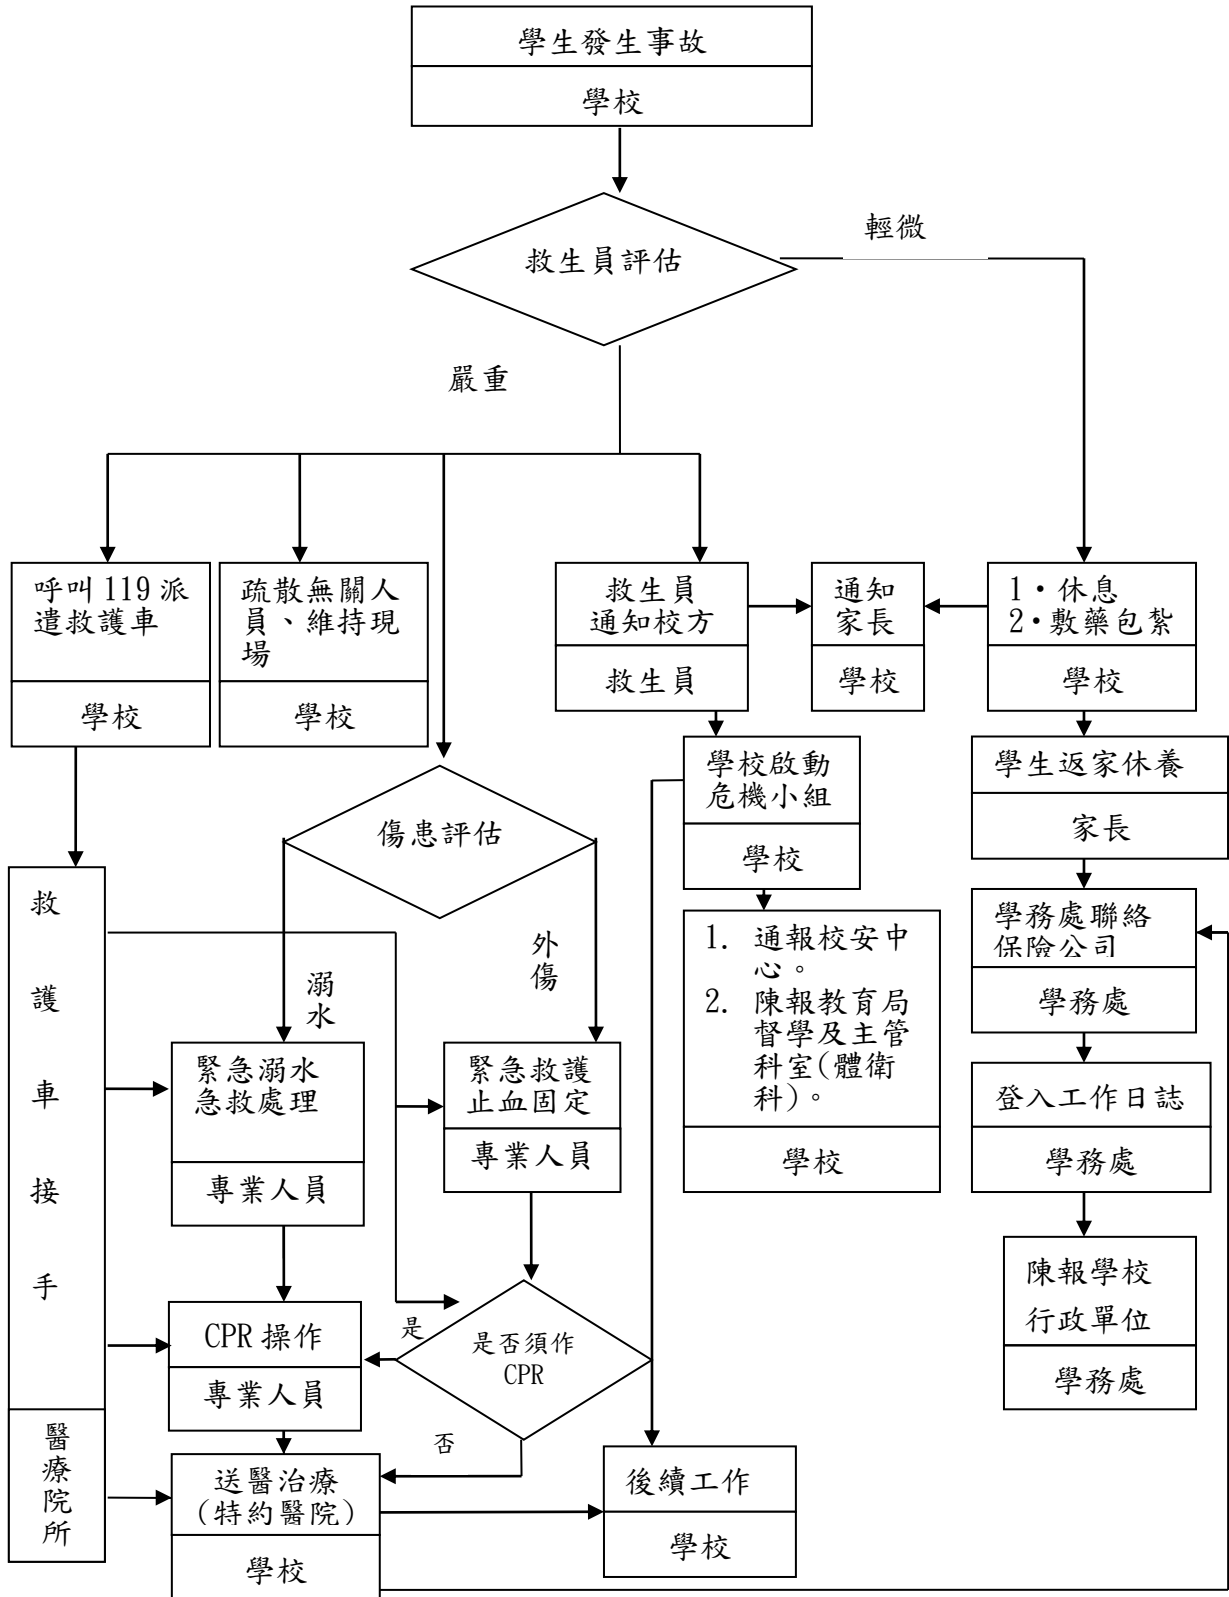 學生發生事故
學校
救生員評估
輕微
嚴重
呼叫119派
遣救護車
學校
疏散無關人
員、維持現
場
學校
救生員
通知校方
救生員
通知
家長
學校
1·休息
2·敷藥包紮
學校
學校啟動
危機小組
學校
學生返家休養
家長
傷患評估
溺水
外傷
救護車接手
醫療院所
1. 通報校安中
心。
2. 陳報教育局
督學及主管
科室(體衛
科)。
學校
學務處聯絡
保險公司
學務處
緊急溺水
急救處理
專業人員
緊急救護
止血固定
專業人員
登入工作日誌
學務處
CPR操作
專業人員
是
是否須作
CPR
否
陳報學校
行政單位
學務處
送醫治療
(特約醫院)
學校
後續工作
學校